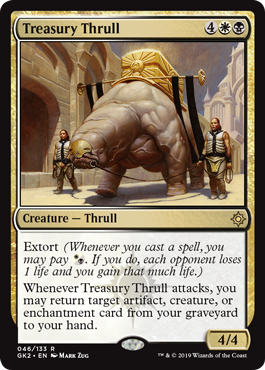 Treasury Thrull 4
Creature — Thrull
Extort (Whenever you cast a spell, you
may pay . If you do, each opponent loses
1 life and you gain that much life.)
Whenever Treasury Thrull attacks, you
may return target artifact, creature, or
enchantment card from your graveyard
to your hand.
4/4
046/133 R
GK2 • EN Mark Zug
™ & © 2019 Wizards of the Coast